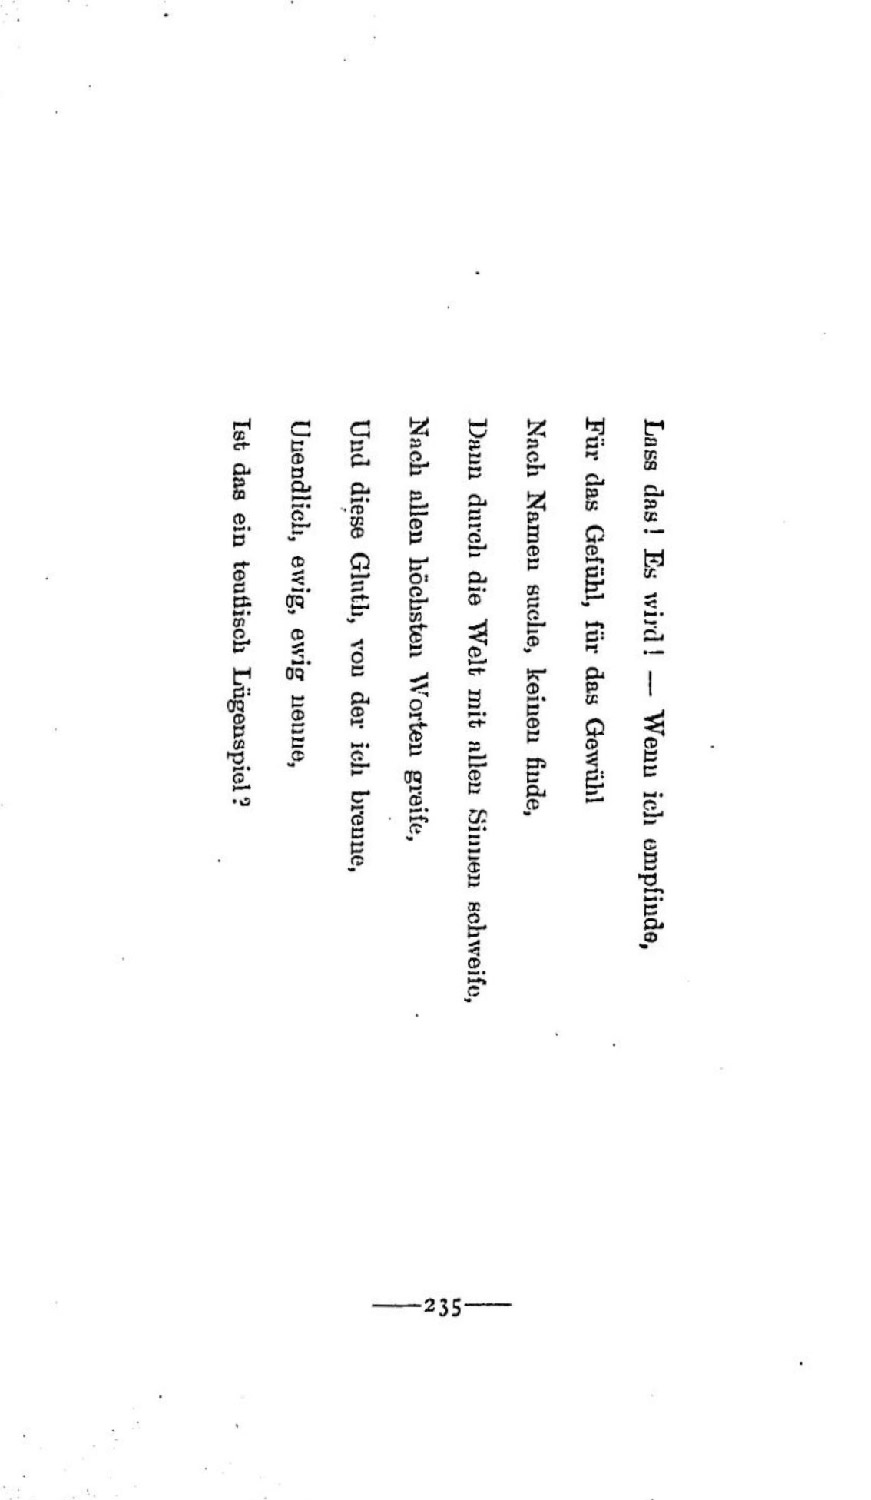 Lass das! Es wird! — Wenn ich empfinde,
Für das Gefühl, für das Gewühl
Nach Namen suche, keinen finde,
Dann durch die Welt mit allen Sinnen schweife,
Nach allen höchsten Worten greife,
Und diese Gluth, von der ich brenne,
Unendlich, ewig, ewig nenne,
Ist das ein teuflisch Lügenspiel?
—235—